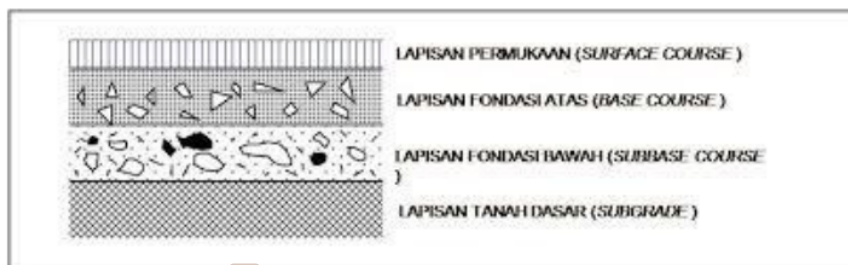 LAPISAN PERMUKAAN (SURFACE COURSE )
LAPISAN FONDASI ATAS (BASE COURSE )
LAPISAN FONDASI BAWAH (SUBBASE COURSE
)
LAPISAN TANAH DASAR (SUBGRADE )